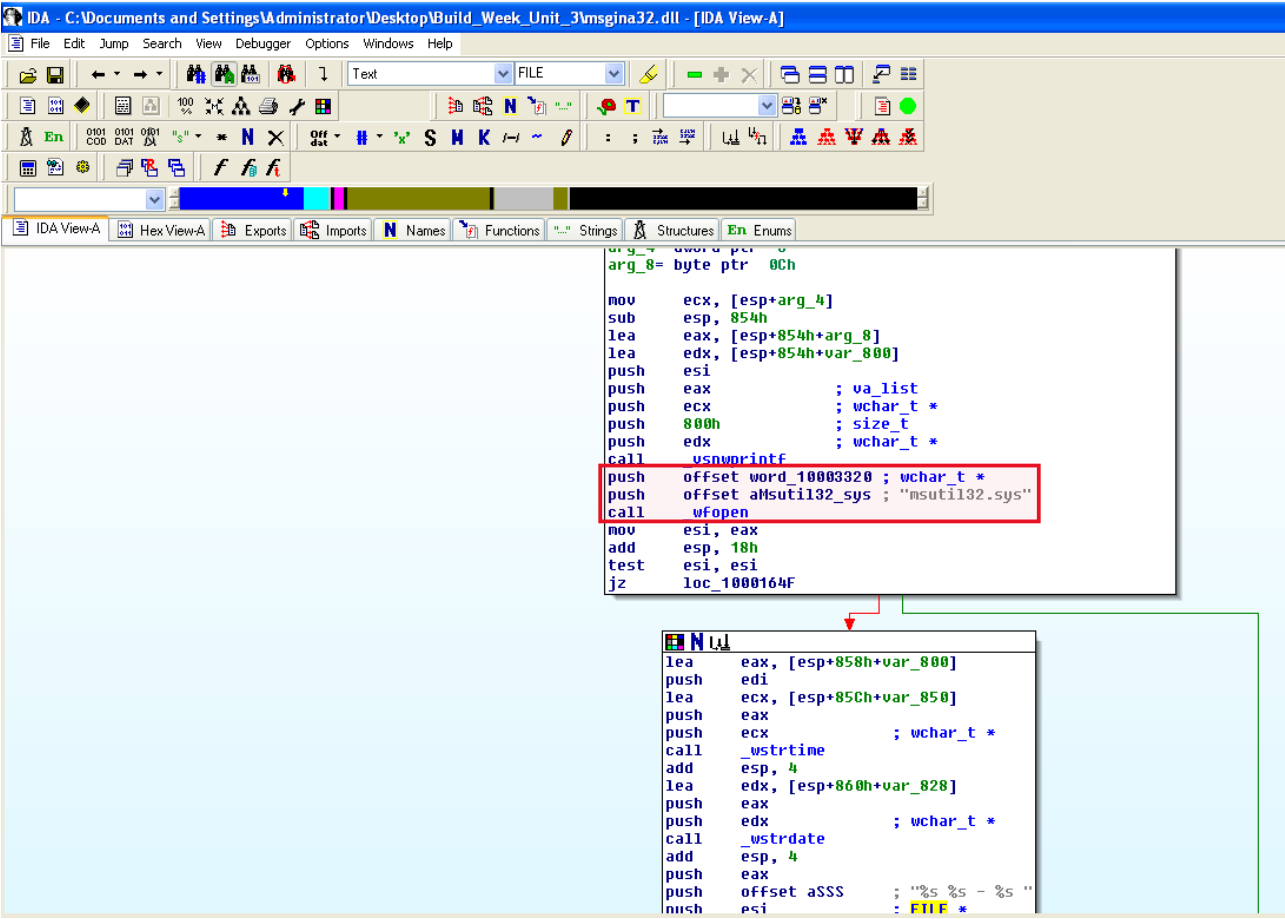 IDA - C:\Documents and Settings\Administrator\Desktop\Build_Week_Unit_3\msgina32.dll - [IDA View-A]
File Edit Jump Search View Debugger Options Windows Help
Text FILE
En
IDA View-A Hex View-A Exports Imports N Names Functions Strings Structures En Enums
arg_4= dword ptr 8
arg_8= byte ptr 0Ch
mov ecx, [esp+arg_4]
sub esp, 854h
lea eax, [esp+854h+arg_8]
lea edx, [esp+854h+var_800]
push esi
push eax ; va_list
push ecx ; wchar_t *
push 800h ; size_t
push edx ; wchar_t *
call _vsnwprintf
push offset word_10003320 ; wchar_t *
push offset aMsutil32_sys ; "msutil32.sys"
call _wfopen
mov esi, eax
add esp, 18h
test esi, esi
jz loc_1000164F
lea eax, [esp+858h+var_800]
push edi
lea ecx, [esp+85Ch+var_850]
push eax
push ecx ; wchar_t *
call _wstrtime
add esp, 4
lea edx, [esp+860h+var_828]
push eax
push edx ; wchar_t *
call _wstrdate
add esp, 4
push eax
push offset aSSS ; "%s %s - %s "
push esi ; FILE *